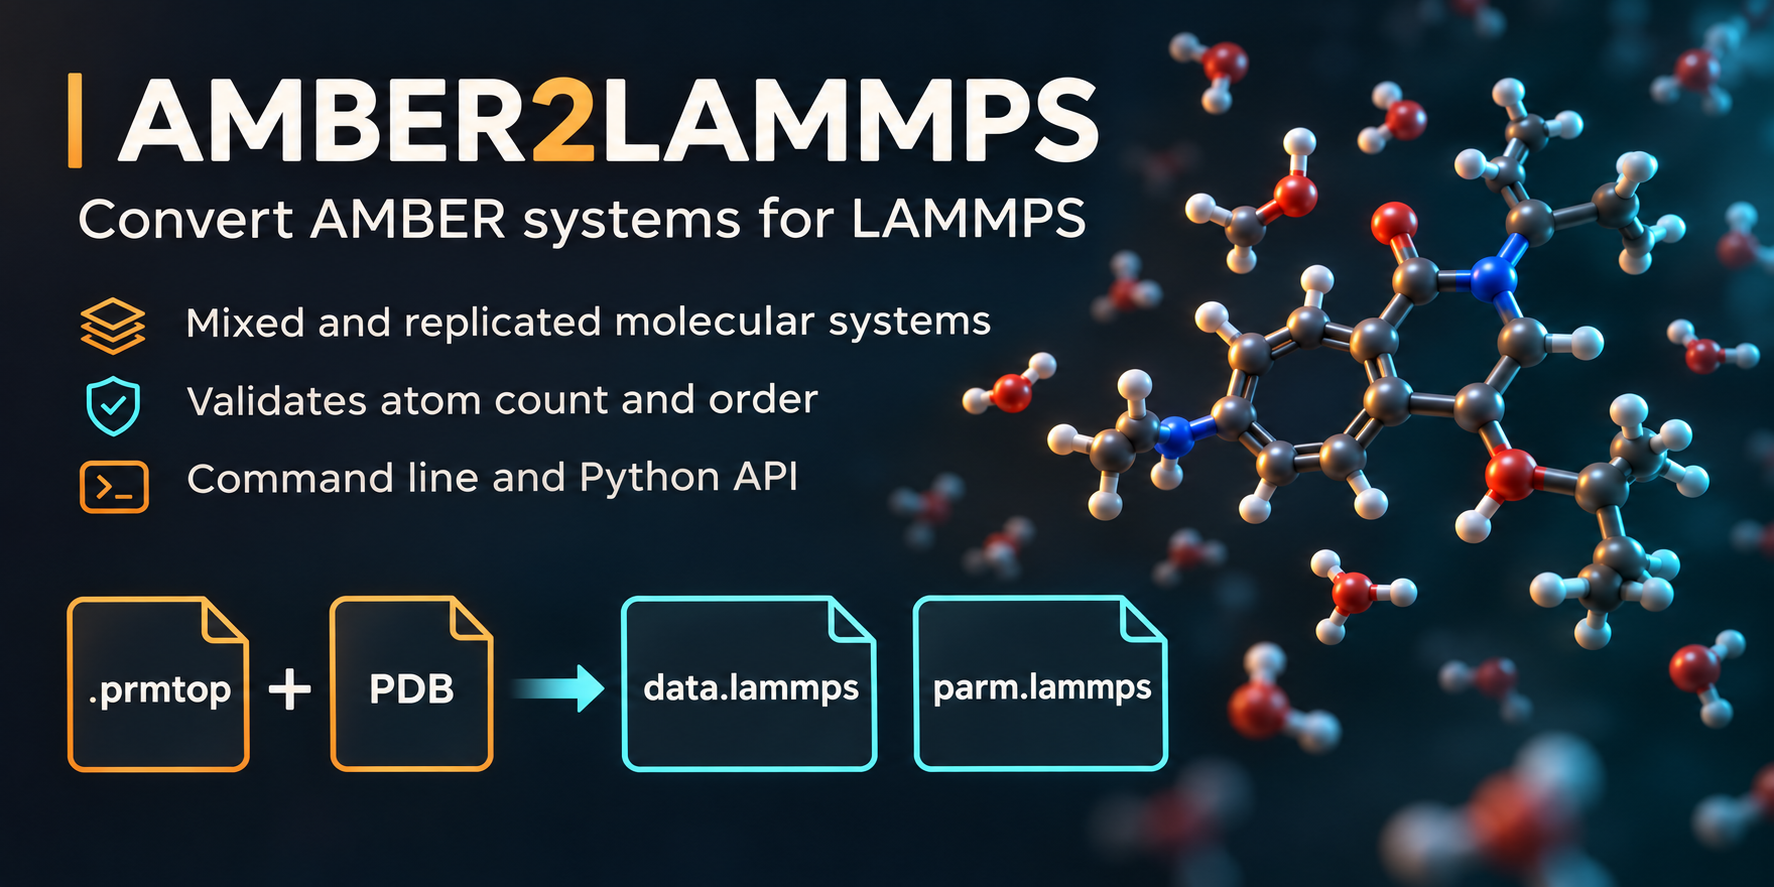 AMBER2LAMMPS
Convert AMBER systems for LAMMPS
Mixed and replicated molecular systems
Validates atom count and order
Command line and Python API
.prmtop + PDB data.lammps parm.lammps